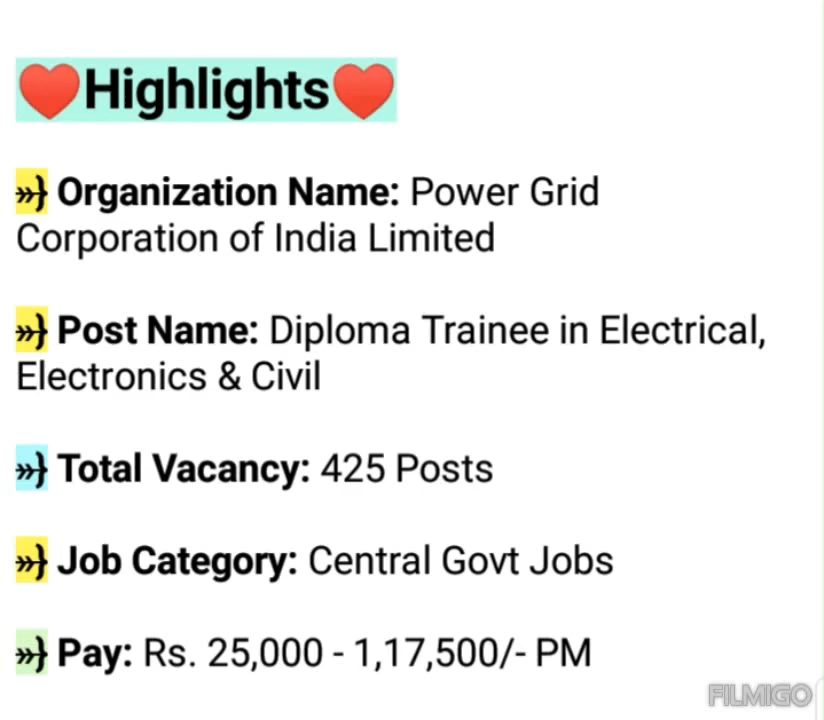 ❤️Highlights❤️
»} Organization Name: Power Grid
Corporation of India Limited
»} Post Name: Diploma Trainee in Electrical,
Electronics & Civil
»} Total Vacancy: 425 Posts
»} Job Category: Central Govt Jobs
»} Pay: Rs. 25,000 - 1,17,500/- PM
FILMIGO